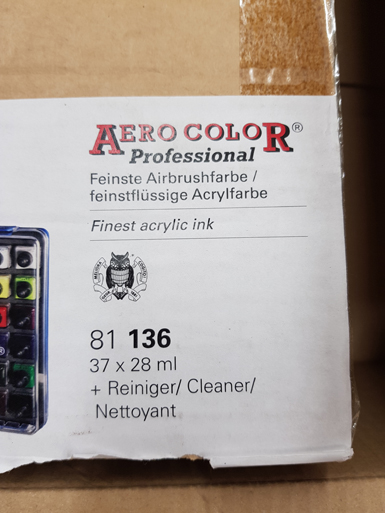 AERO COLOR®
Professional
Feinste Airbrushfarbe /
feinstflüssige Acrylfarbe
Finest acrylic ink
81 136
37 x 28 ml
+ Reiniger/ Cleaner/
Nettoyant